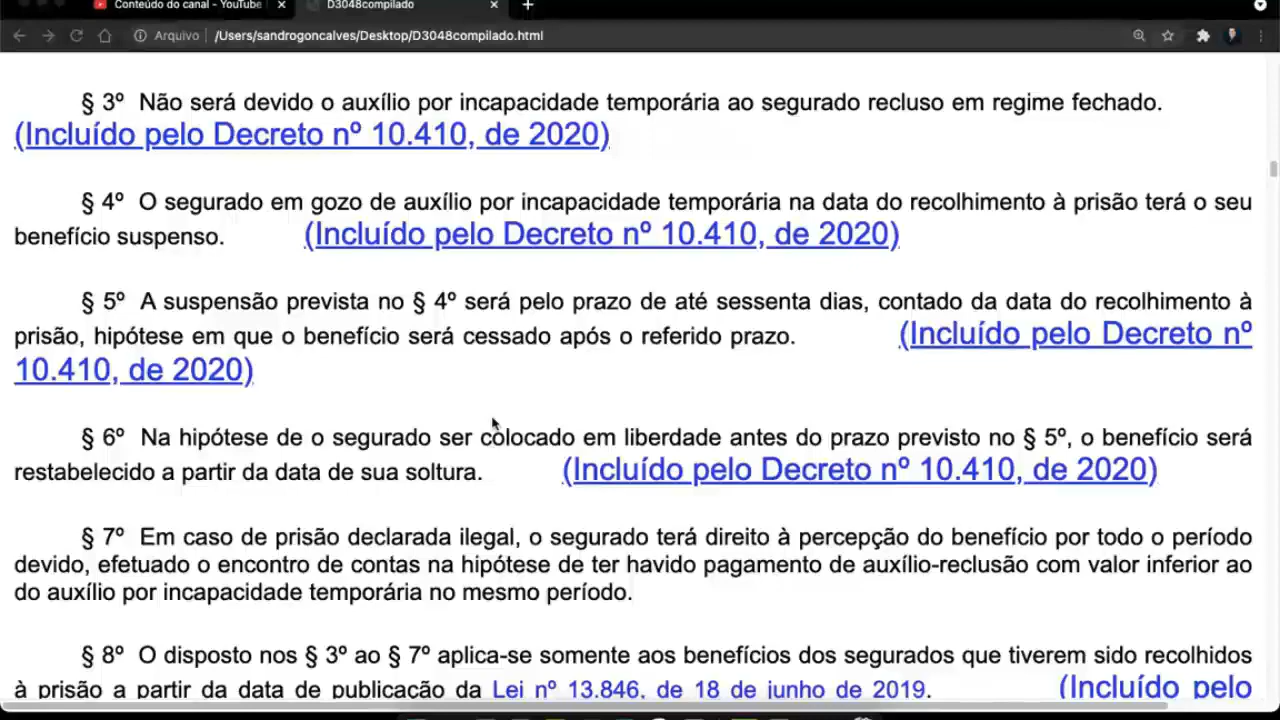 Conteúdo do canal - YouTube
D3048compilado
Arquivo /Users/sandrogoncalves/Desktop/D3048compilado.html
§ 3º Não será devido o auxílio por incapacidade temporária ao segurado recluso em regime fechado.
(Incluído pelo Decreto nº 10.410, de 2020)
§ 4º O segurado em gozo de auxílio por incapacidade temporária na data do recolhimento à prisão terá o seu
benefício suspenso. (Incluído pelo Decreto nº 10.410, de 2020)
§ 5º A suspensão prevista no § 4º será pelo prazo de até sessenta dias, contado da data do recolhimento à
prisão, hipótese em que o benefício será cessado após o referido prazo. (Incluído pelo Decreto nº
10.410, de 2020)
§ 6º Na hipótese de o segurado ser colocado em liberdade antes do prazo previsto no § 5º, o benefício será
restabelecido a partir da data de sua soltura. (Incluído pelo Decreto nº 10.410, de 2020)
§ 7º Em caso de prisão declarada ilegal, o segurado terá direito à percepção do benefício por todo o período
devido, efetuado o encontro de contas na hipótese de ter havido pagamento de auxílio-reclusão com valor inferior ao
do auxílio por incapacidade temporária no mesmo período.
§ 8º O disposto nos § 3º ao § 7º aplica-se somente aos benefícios dos segurados que tiverem sido recolhidos
à prisão a partir da data de publicação da Lei nº 13.846, de 18 de junho de 2019. (Incluído pelo